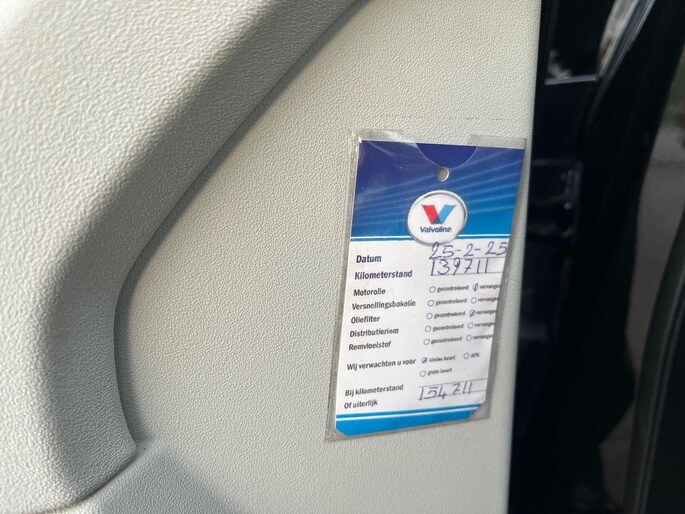 Valvoline
Datum 25-2-25
Kilometerstand 139711
Motorolie gecontroleerd vervangen
Versnellingsbakolie gecontroleerd vervangen
Oliefilter gecontroleerd vervangen
Distributieriem gecontroleerd vervangen
Remvloeistof gecontroleerd vervangen
Wij verwachten u voor kleine beurt APK
grote beurt
Bij kilometerstand 154711
Of uiterlijk